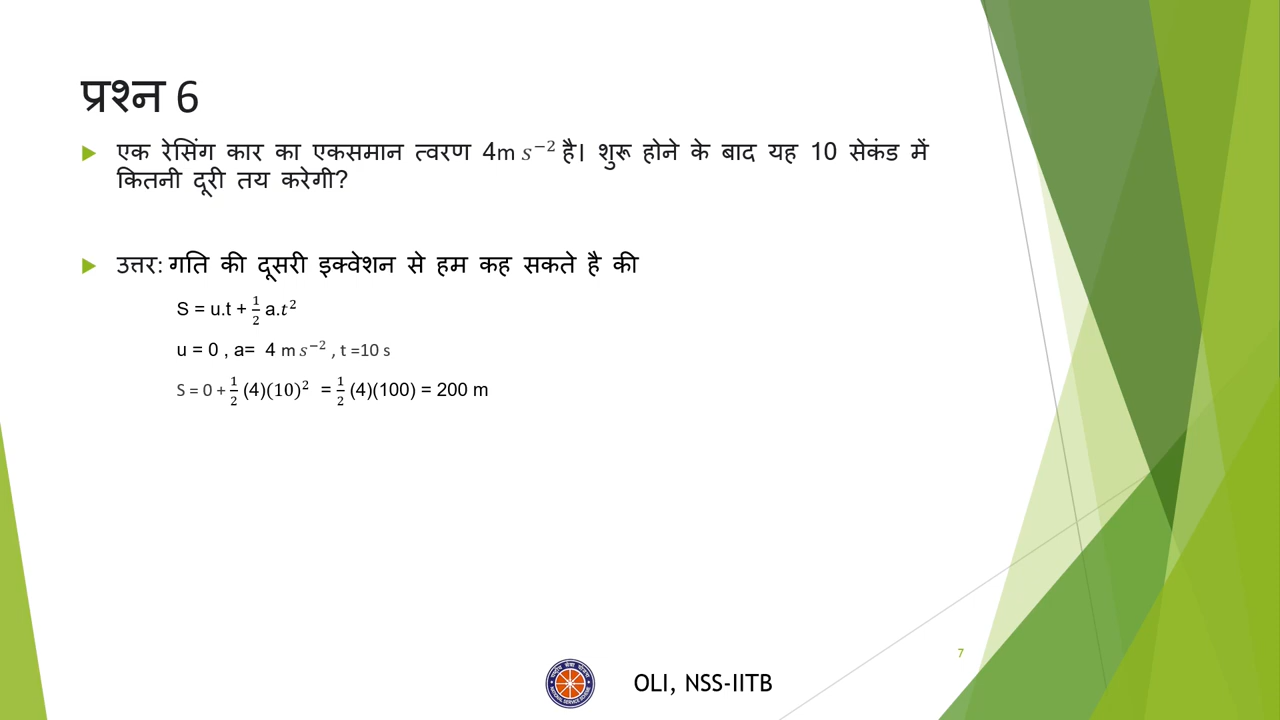 प्रश्न 6
एक रेसिंग कार का एकसमान त्वरण 4m s⁻² है। शुरू होने के बाद यह 10 सेकंड में
कितनी दूरी तय करेगी?
उत्तर: गति की दूसरी इक्वेशन से हम कह सकते है की
S = u.t + 1/2 a.t²
u = 0 , a= 4 m s⁻² , t =10 s
S = 0 + 1/2 (4)(10)² = 1/2 (4)(100) = 200 m
7
OLI, NSS-IITB